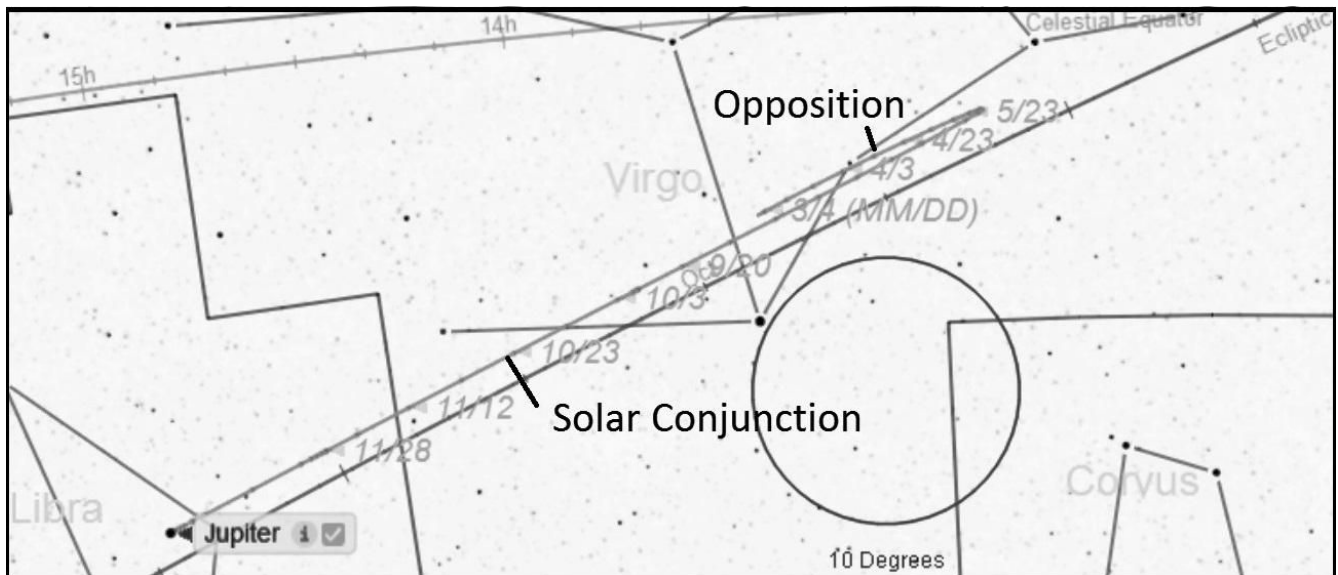 Celestial Equator
14h
Ecliptic
15h
Opposition
5/23
4/23
4/3
Virgo
3/4 (MM/DD)
9/20
10/3
10/23
Solar Conjunction
11/12
11/28
Corvus
Libra
Jupiter i
10 Degrees